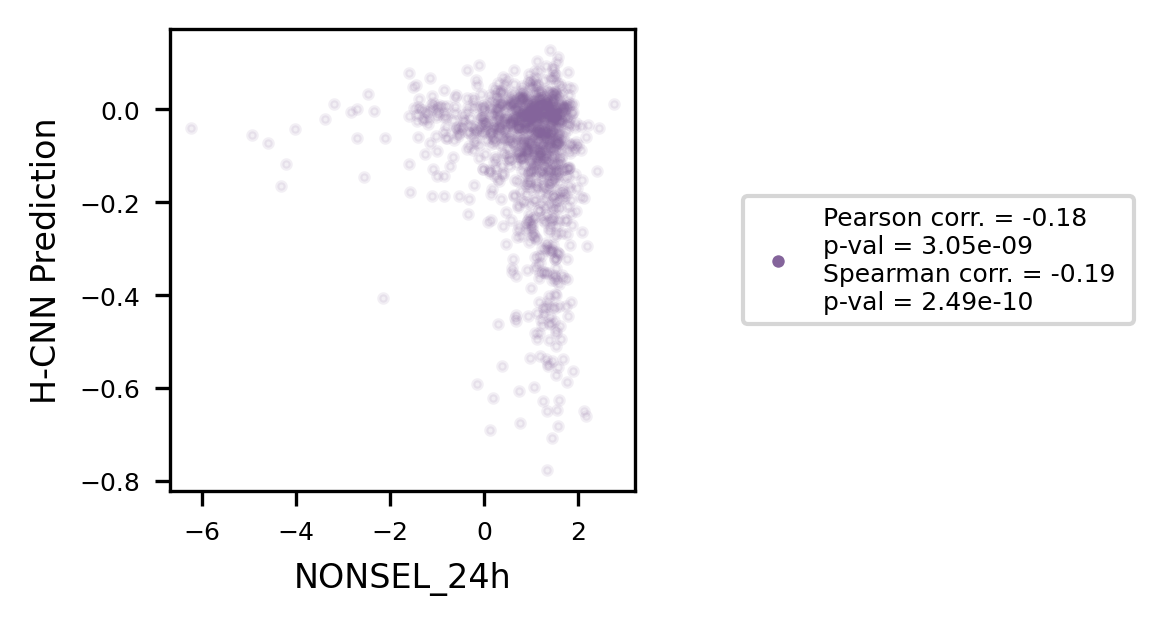 H-CNN Prediction
0.0
−0.2
−0.4
−0.6
−0.8
−6
−4
−2
0
2
NONSEL_24h
Pearson corr. = -0.18
p-val = 3.05e-09
Spearman corr. = -0.19
p-val = 2.49e-10